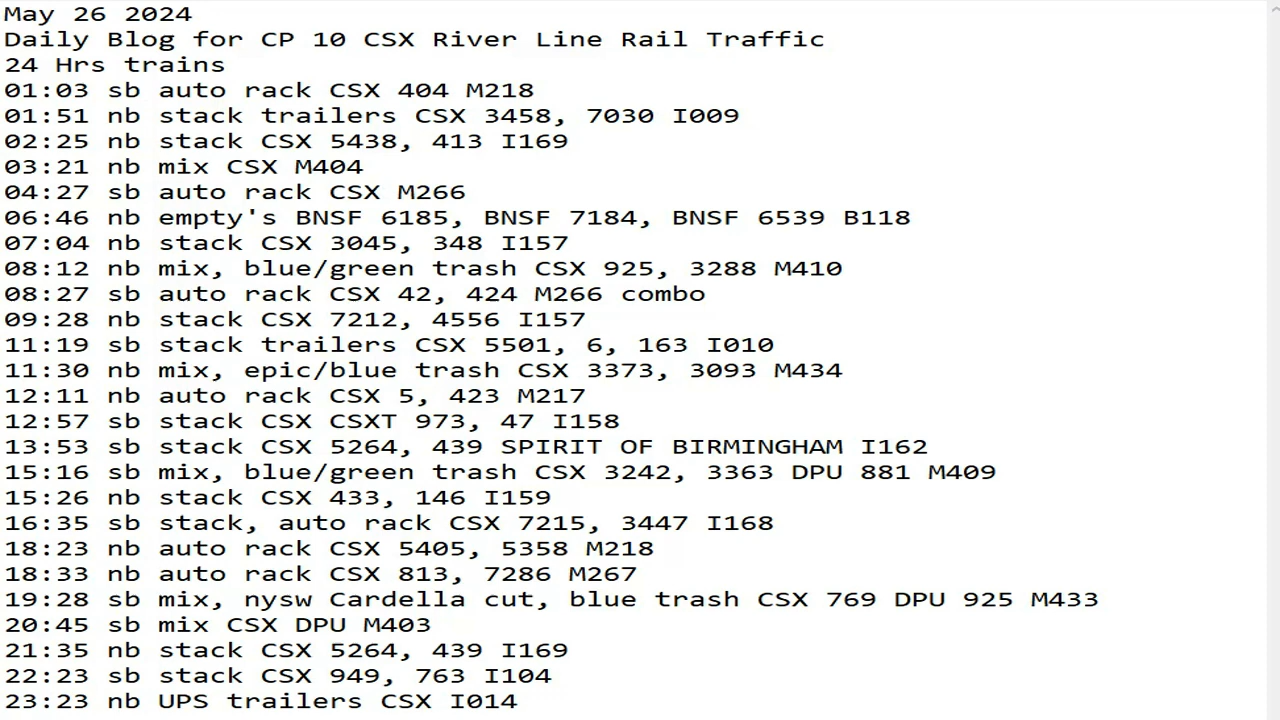 May 26 2024
Daily Blog for CP 10 CSX River Line Rail Traffic
24 Hrs trains
01:03 sb auto rack CSX 404 M218
01:51 nb stack trailers CSX 3458, 7030 I009
02:25 nb stack CSX 5438, 413 I169
03:21 nb mix CSX M404
04:27 sb auto rack CSX M266
06:46 nb empty's BNSF 6185, BNSF 7184, BNSF 6539 B118
07:04 nb stack CSX 3045, 348 I157
08:12 nb mix, blue/green trash CSX 925, 3288 M410
08:27 sb auto rack CSX 42, 424 M266 combo
09:28 nb stack CSX 7212, 4556 I157
11:19 sb stack trailers CSX 5501, 6, 163 I010
11:30 nb mix, epic/blue trash CSX 3373, 3093 M434
12:11 nb auto rack CSX 5, 423 M217
12:57 sb stack CSX CSXT 973, 47 I158
13:53 sb stack CSX 5264, 439 SPIRIT OF BIRMINGHAM I162
15:16 sb mix, blue/green trash CSX 3242, 3363 DPU 881 M409
15:26 nb stack CSX 433, 146 I159
16:35 sb stack, auto rack CSX 7215, 3447 I168
18:23 nb auto rack CSX 5405, 5358 M218
18:33 nb auto rack CSX 813, 7286 M267
19:28 sb mix, nysw Cardella cut, blue trash CSX 769 DPU 925 M433
20:45 sb mix CSX DPU M403
21:35 nb stack CSX 5264, 439 I169
22:23 sb stack CSX 949, 763 I104
23:23 nb UPS trailers CSX I014